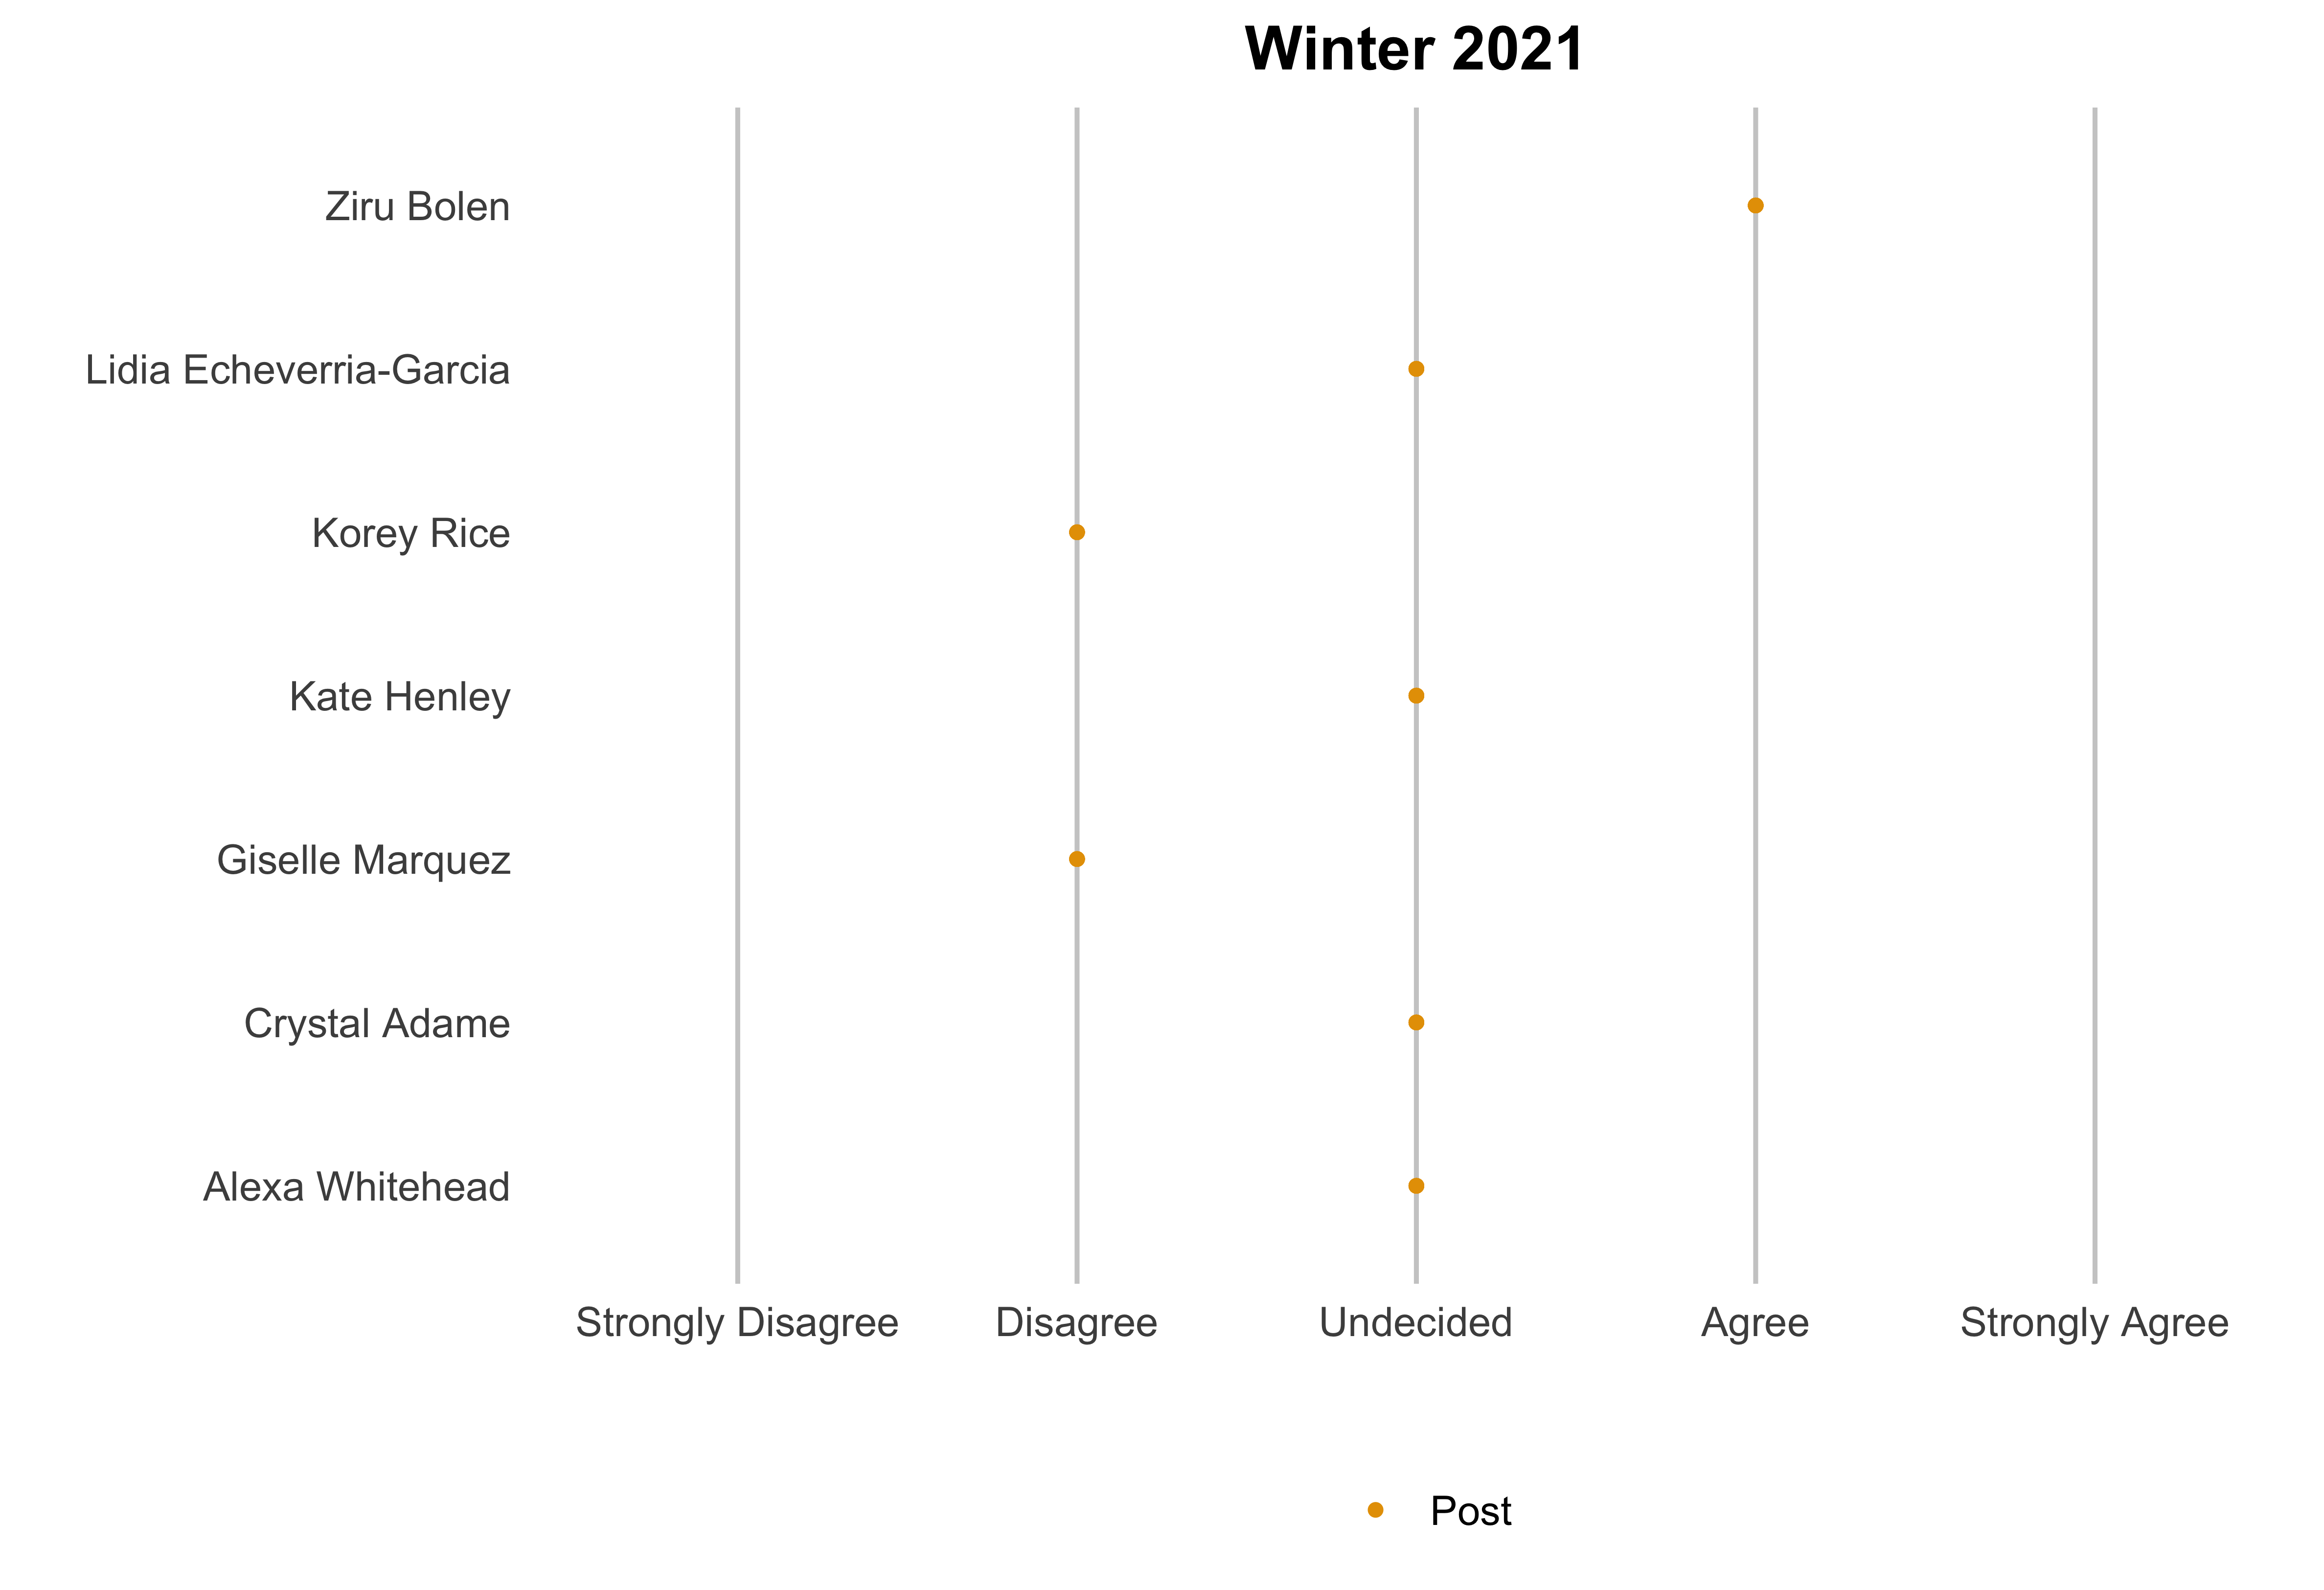 Winter 2021
Ziru Bolen
Lidia Echeverria-Garcia
Korey Rice
Kate Henley
Giselle Marquez
Crystal Adame
Alexa Whitehead
Strongly Disagree Disagree Undecided Agree Strongly Agree
Post